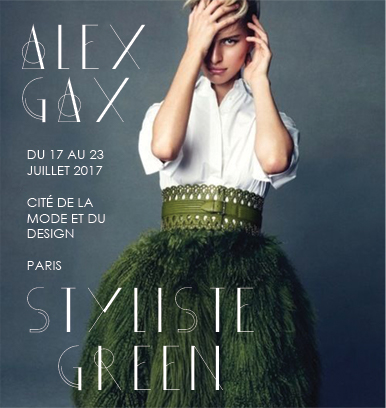 ALEX
GAX
DU 17 AU 23
JUILLET 2017
CITÉ DE LA
MODE ET DU
DESIGN
PARIS
STYLISTE
GREEN